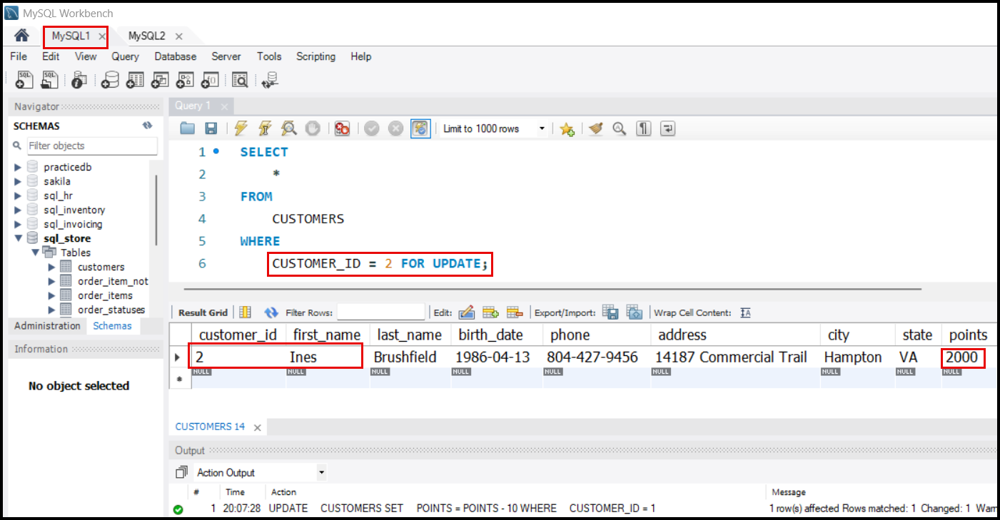 MySQL Workbench
MySQL1 MySQL2
File Edit View Query Database Server Tools Scripting Help
Navigator
SCHEMAS
Filter objects
practicedb
sakila
sql_hr
sql_inventory
sql_invoicing
sql_store
Tables
customers
order_item_not
order_items
order_statuses
Administration Schemas
Information
No object selected
Query 1
Limit to 1000 rows
1 SELECT
2 *
3 FROM
4 CUSTOMERS
5 WHERE
6 CUSTOMER_ID = 2 FOR UPDATE;
Result Grid Filter Rows: Edit: Export/Import: Wrap Cell Content: IA
customer_id first_name last_name birth_date phone address city state points
2 Ines Brushfield 1986-04-13 804-427-9456 14187 Commercial Trail Hampton VA 2000
NULL NULL NULL NULL NULL NULL NULL NULL NULL
CUSTOMERS 14
Output
Action Output
# Time Action Message
1 20:07:28 UPDATE CUSTOMERS SET POINTS = POINTS - 10 WHERE CUSTOMER_ID = 1 1 row(s) affected Rows matched: 1 Changed: 1 Warn